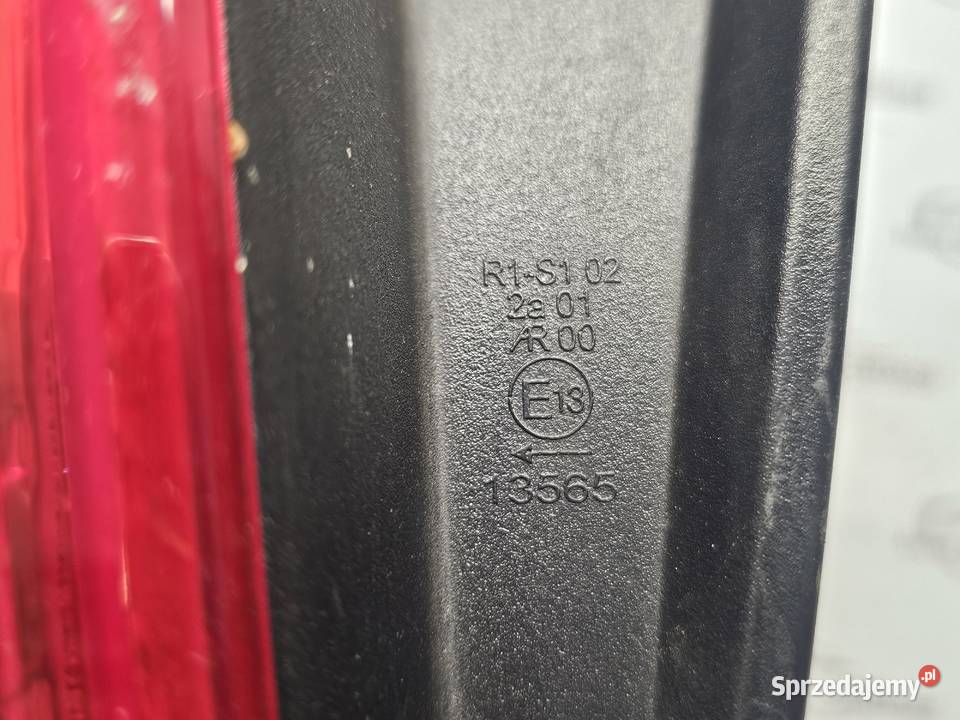 R1-S1 02
2a 01
AR 00
E13
←
13565
Sprzedajemy.pl